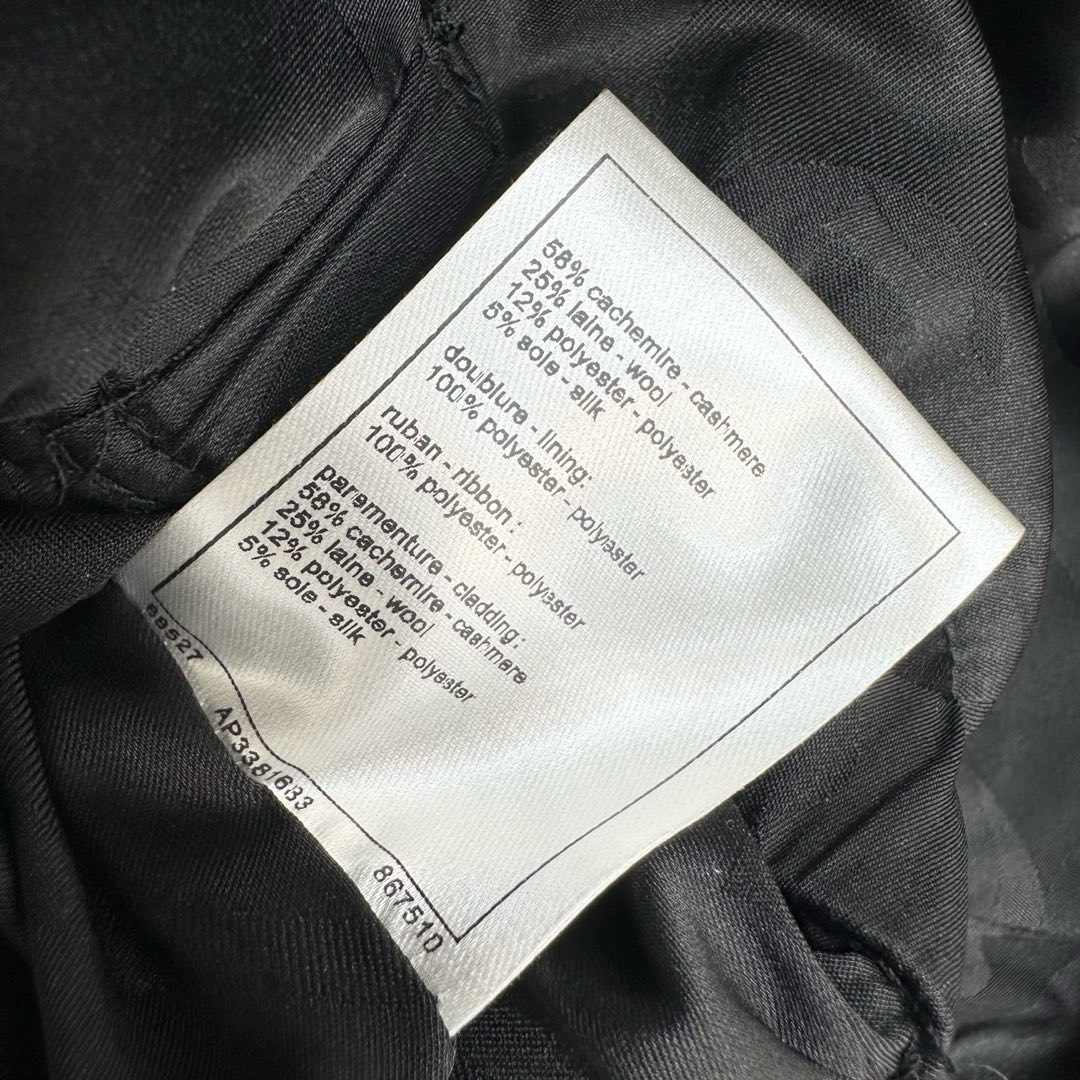 58% cachemire - cashmere
25% laine - wool
12% polyester - polyester
5% soie - silk
doublure - lining:
100% polyester - polyester
ruban - ribbon :
100% polyester - polyester
parementure - cladding:
58% cachemire - cashmere
25% laine - wool
12% polyester - polyester
5% soie - silk
AP3381683
867510